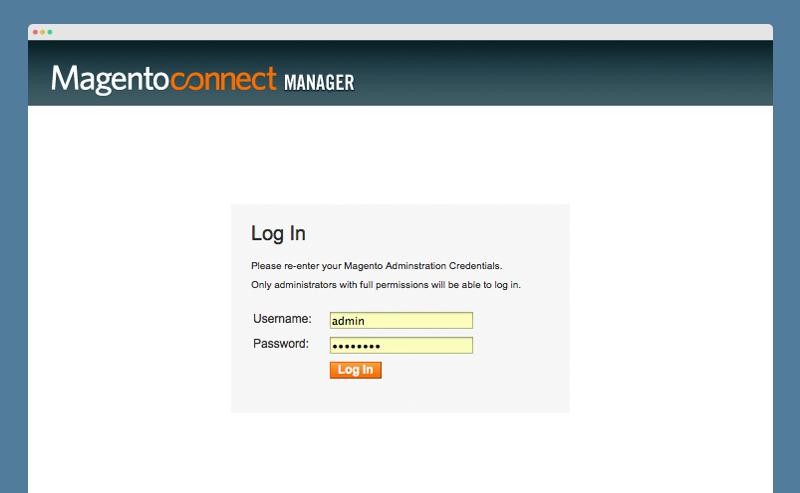 Magentoconnect MANAGER
Log In
Please re-enter your Magento Adminstration Credentials.
Only administrators with full permissions will be able to log in.
Username: admin
Password: ••••••••
Log In